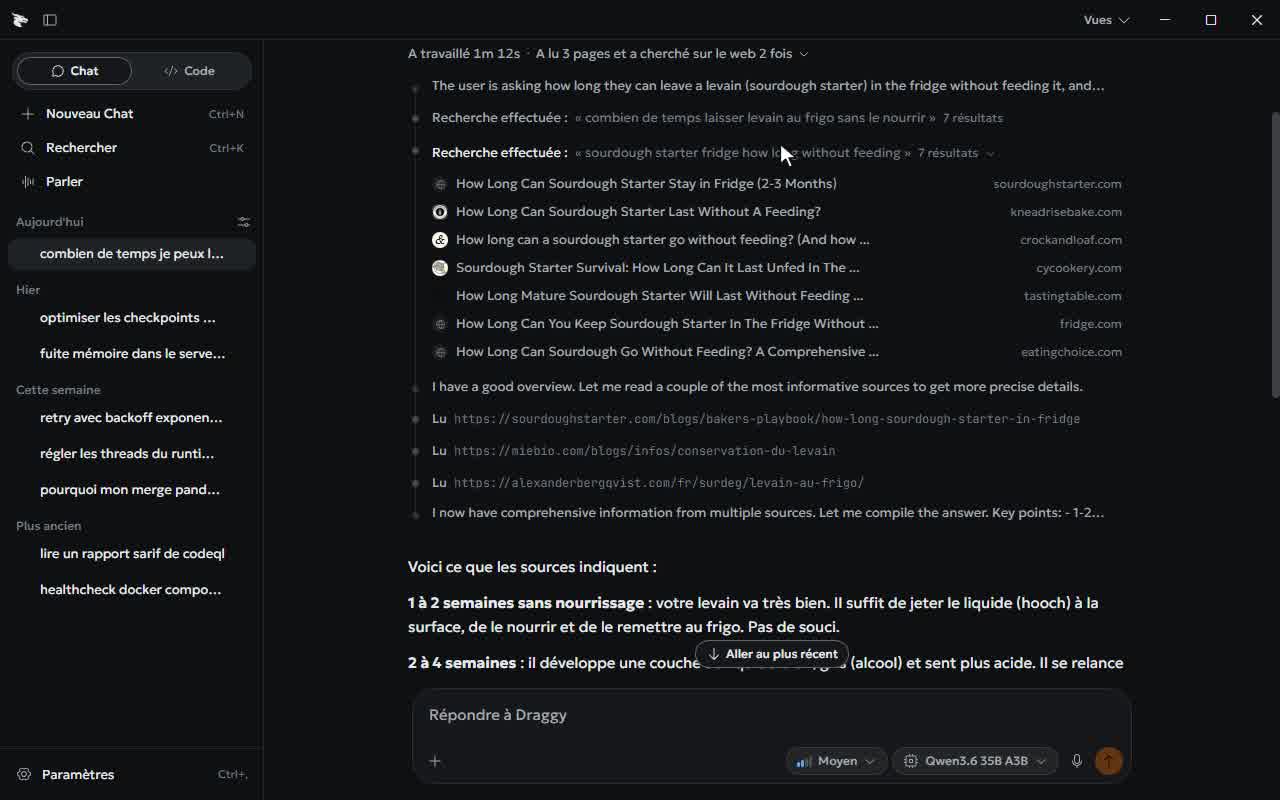 Vues
Chat
Code
Nouveau Chat Ctrl+N
Rechercher Ctrl+K
Parler
Aujourd'hui
combien de temps je peux l...
Hier
optimiser les checkpoints ...
fuite mémoire dans le serve...
Cette semaine
retry avec backoff exponen...
régler les threads du runti...
pourquoi mon merge pand...
Plus ancien
lire un rapport sarif de codeql
healthcheck docker compo...
Paramètres Ctrl+,
A travaillé 1m 12s · A lu 3 pages et a cherché sur le web 2 fois
The user is asking how long they can leave a levain (sourdough starter) in the fridge without feeding it, and...
Recherche effectuée : « combien de temps laisser levain au frigo sans le nourrir » 7 résultats
Recherche effectuée : « sourdough starter fridge how long without feeding » 7 résultats
How Long Can Sourdough Starter Stay in Fridge (2-3 Months) sourdoughstarter.com
How Long Can Sourdough Starter Last Without A Feeding? kneadrisebake.com
How long can a sourdough starter go without feeding? (And how ... crockandloaf.com
Sourdough Starter Survival: How Long Can It Last Unfed In The ... cycookery.com
How Long Mature Sourdough Starter Will Last Without Feeding ... tastingtable.com
How Long Can You Keep Sourdough Starter In The Fridge Without ... fridge.com
How Long Can Sourdough Go Without Feeding? A Comprehensive ... eatingchoice.com
I have a good overview. Let me read a couple of the most informative sources to get more precise details.
Lu https://sourdoughstarter.com/blogs/bakers-playbook/how-long-sourdough-starter-in-fridge
Lu https://miebio.com/blogs/infos/conservation-du-levain
Lu https://alexanderbergqvist.com/fr/surdeg/levain-au-frigo/
I now have comprehensive information from multiple sources. Let me compile the answer. Key points: - 1-2...
Voici ce que les sources indiquent :
1 à 2 semaines sans nourrissage : votre levain va très bien. Il suffit de jeter le liquide (hooch) à la
surface, de le nourrir et de le remettre au frigo. Pas de souci.
2 à 4 semaines : il développe une couche (alcool) et sent plus acide. Il se relance
Aller au plus récent
Répondre à Draggy
Moyen
Qwen3.6 35B A3B